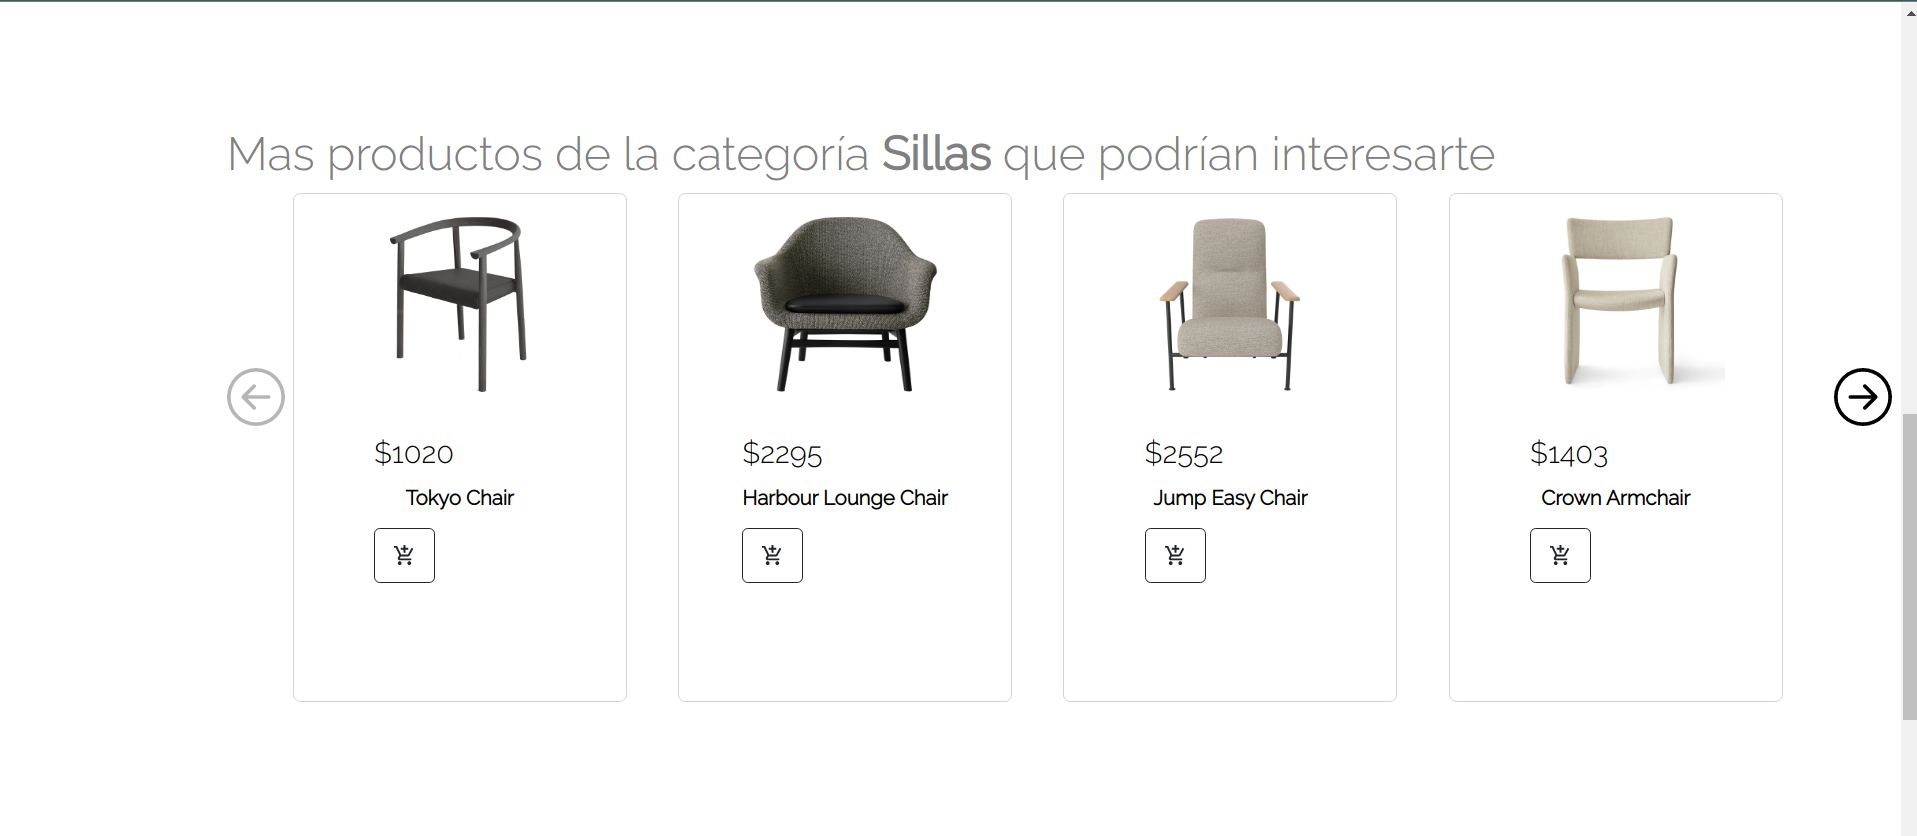 Mas productos de la categoría Sillas que podrían interesarte
$1020
Tokyo Chair
$2295
Harbour Lounge Chair
$2552
Jump Easy Chair
$1403
Crown Armchair